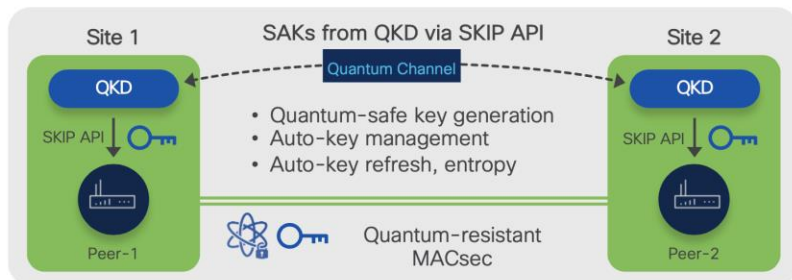 Site 1
SAKs from QKD via SKIP API
Site 2
QKD
Quantum Channel
QKD
• Quantum-safe key generation
• Auto-key management
• Auto-key refresh, entropy
SKIP API
SKIP API
Peer-1
Quantum-resistant
MACsec
Peer-2